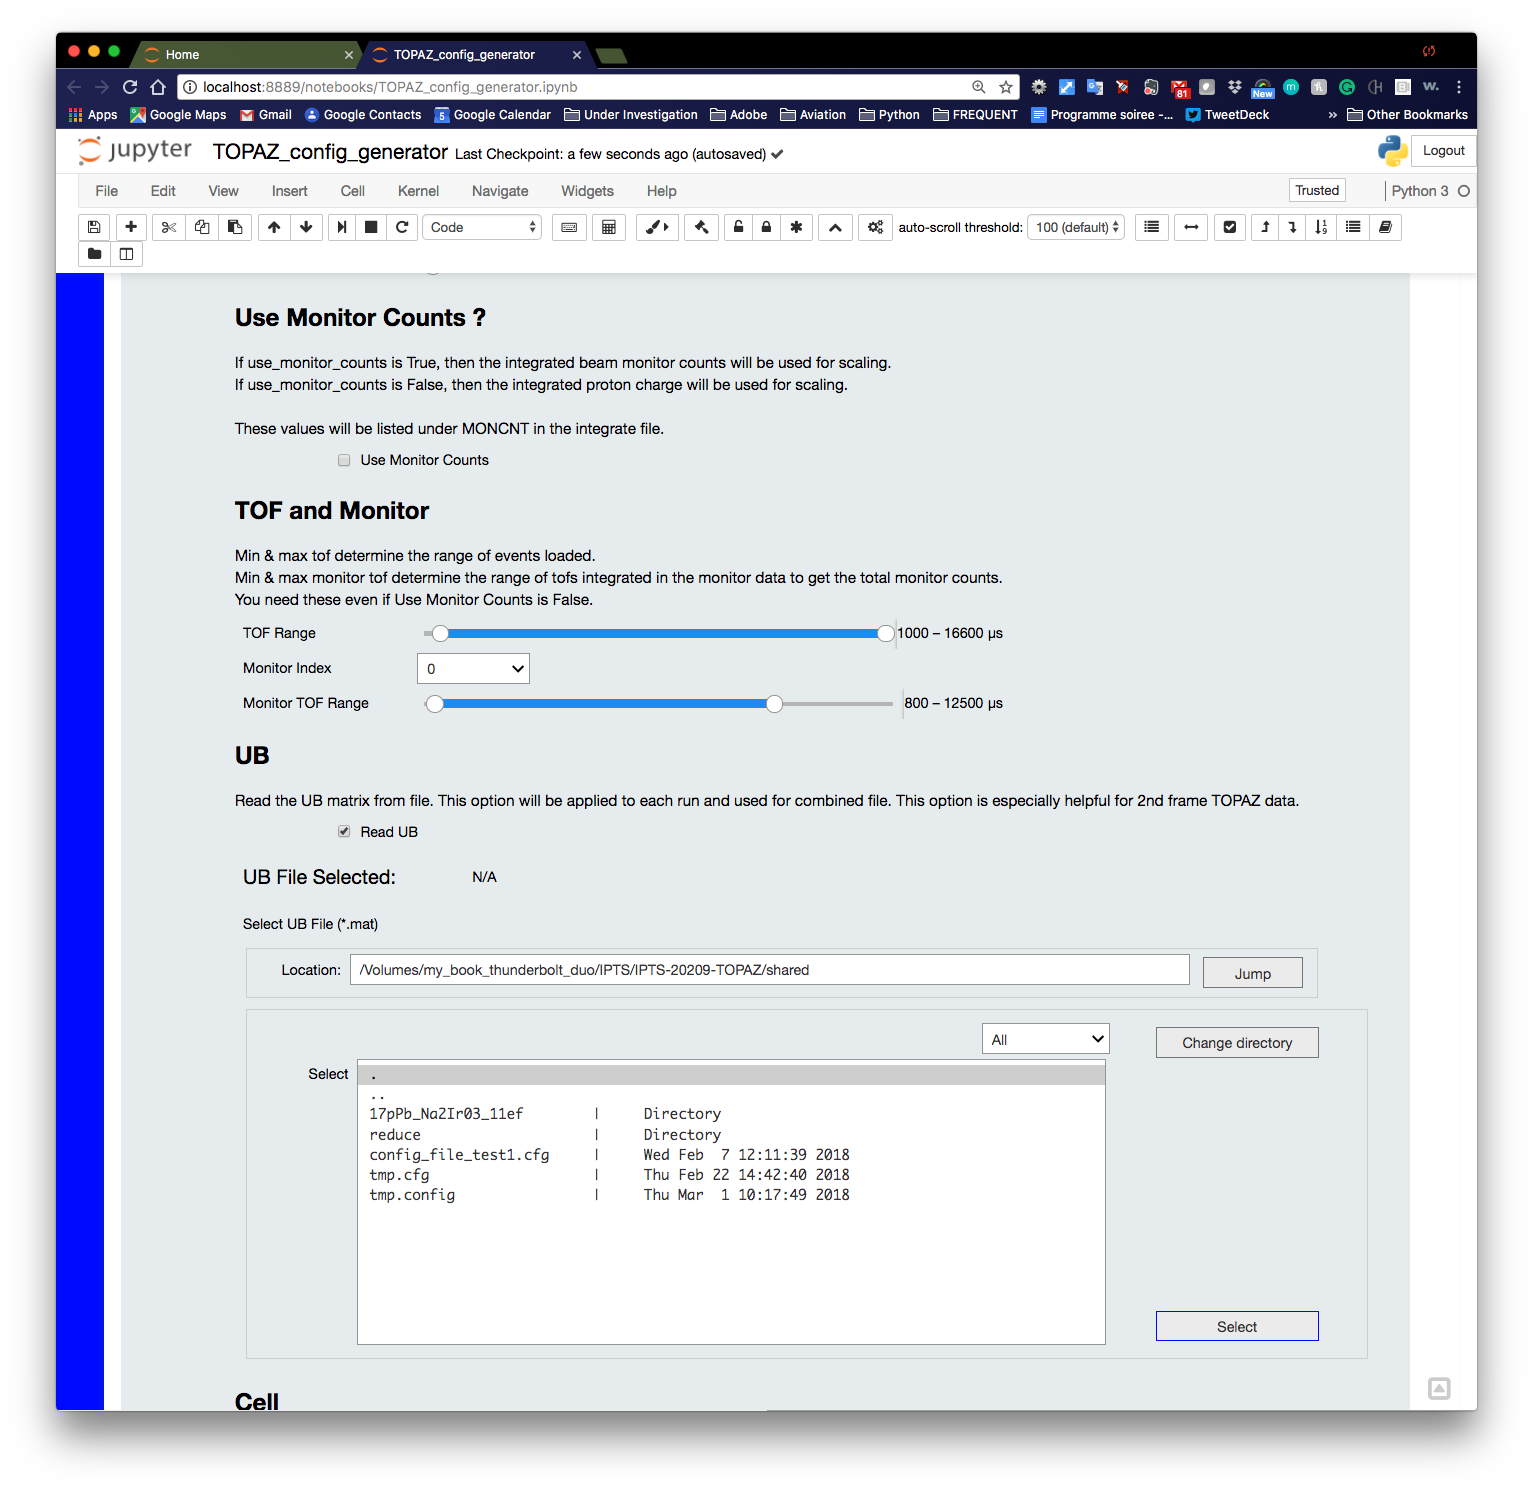 Home
TOPAZ_config_generator
localhost:8889/notebooks/TOPAZ_config_generator.ipynb
81
New
m
G
W.
Apps Google Maps Gmail Google Contacts 5 Google Calendar Under Investigation Adobe Aviation Python FREQUENT Programme soiree -... TweetDeck » Other Bookmarks
jupyter TOPAZ_config_generator Last Checkpoint: a few seconds ago (autosaved) Logout
File Edit View Insert Cell Kernel Navigate Widgets Help Trusted Python 3
Code auto-scroll threshold: 100 (default)
Use Monitor Counts ?
If use_monitor_counts is True, then the integrated beam monitor counts will be used for scaling.
If use_monitor_counts is False, then the integrated proton charge will be used for scaling.
These values will be listed under MONCNT in the integrate file.
Use Monitor Counts
TOF and Monitor
Min & max tof determine the range of events loaded.
Min & max monitor tof determine the range of tofs integrated in the monitor data to get the total monitor counts.
You need these even if Use Monitor Counts is False.
TOF Range 1000 – 16600 µs
Monitor Index 0
Monitor TOF Range 800 – 12500 µs
UB
Read the UB matrix from file. This option will be applied to each run and used for combined file. This option is especially helpful for 2nd frame TOPAZ data.
Read UB
UB File Selected: N/A
Select UB File (*.mat)
Location: /Volumes/my_book_thunderbolt_duo/IPTS/IPTS-20209-TOPAZ/shared Jump
All Change directory
Select .
..
17pPb_Na2Ir03_11ef | Directory
reduce | Directory
config_file_test1.cfg | Wed Feb 7 12:11:39 2018
tmp.cfg | Thu Feb 22 14:42:40 2018
tmp.config | Thu Mar 1 10:17:49 2018
Select
Cell